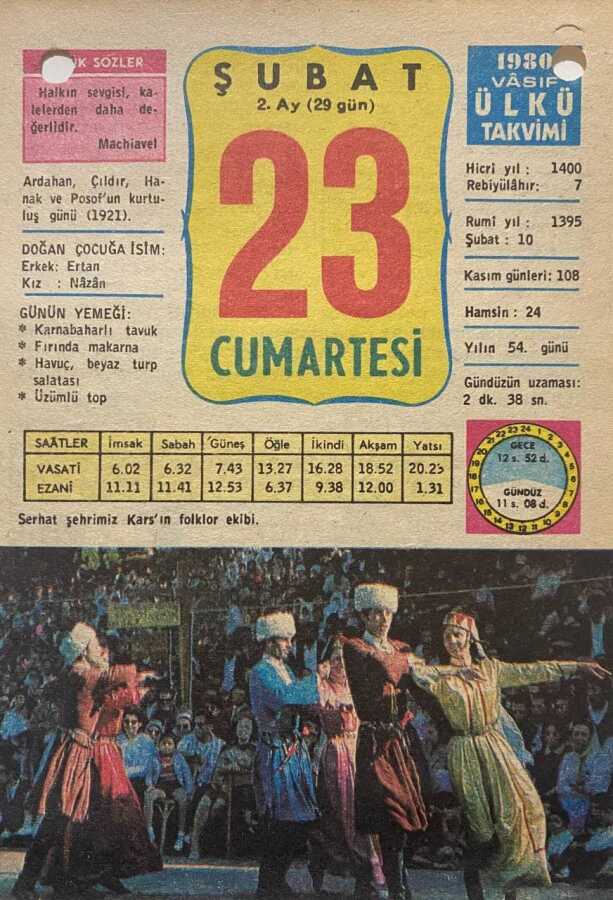 K SÖZLER
Halkın sevgisi, ka-
lelerden daha de-
ğerlidir.
Machiavel
Ardahan, Çıldır, Ha-
nak ve Posof'un kurtu-
luş günü (1921).
DOĞAN ÇOCUĞA İSİM:
Erkek: Ertan
Kız : Nâzân
GÜNÜN YEMEĞİ:
* Karnabaharlı tavuk
* Fırında makarna
* Havuç, beyaz turp
salatası
* Üzümlü top
ŞUBAT
2. Ay (29 gün)
23
CUMARTESİ
1980
VÂSIF
ÜLKÜ
TAKVİMİ
Hicrî yıl : 1400
Rebiyülâhır: 7
Rumî yıl : 1395
Şubat : 10
Kasım günleri: 108
Hamsin : 24
Yılın 54. günü
Gündüzün uzaması:
2 dk. 38 sn.
SAÂTLER İmsak Sabah Güneş Öğle İkindi Akşam Yatsı
VASATİ 6.02 6.32 7.43 13.27 16.28 18.52 20.25
EZANÎ 11.11 11.41 12.53 6.37 9.38 12.00 1.31
GECE
12 s. 52 d.
GÜNDÜZ
11 s. 08 d.
Serhat şehrimiz Kars'ın folklor ekibi.